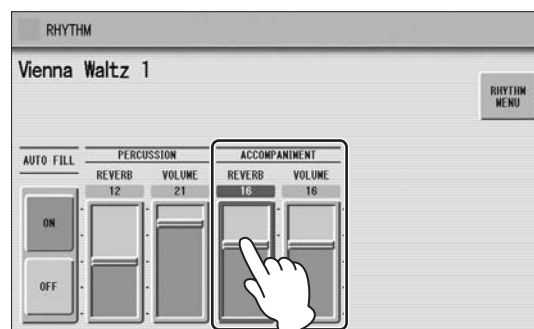 RHYTHM
Vienna Waltz 1
RHYTHM
MENU
AUTO FILL
PERCUSSION
ACCOMPANIMENT
REVERB VOLUME REVERB VOLUME
12 21 16 16
ON
OFF